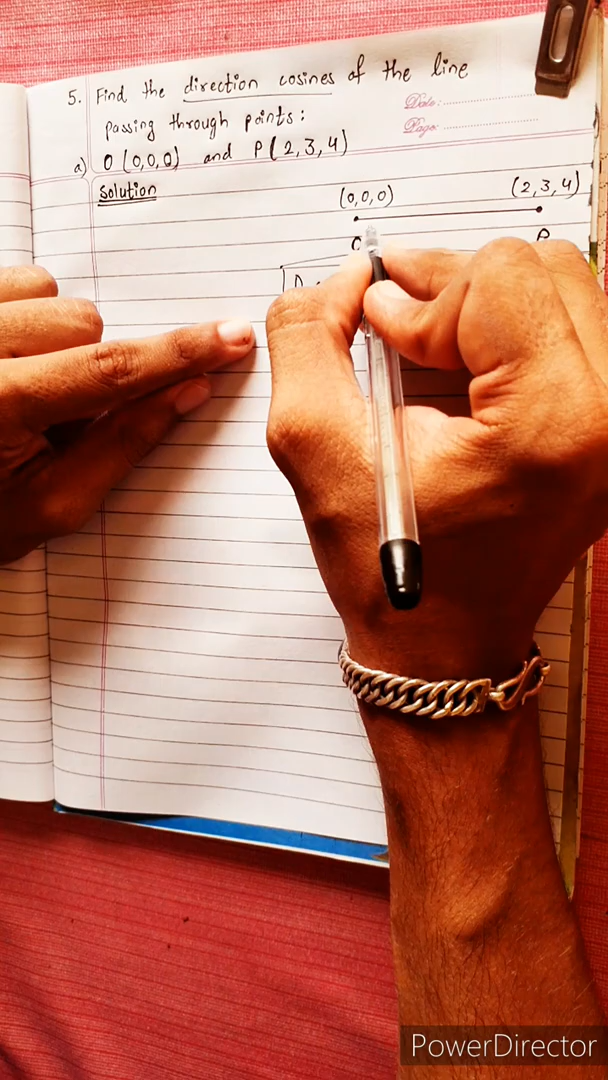 5. Find the direction cosines of the line
passing through points:
Date:
Page:
a) O (0,0,0) and P (2,3,4)
Solution
(0,0,0) (2,3,4)
O P
PowerDirector